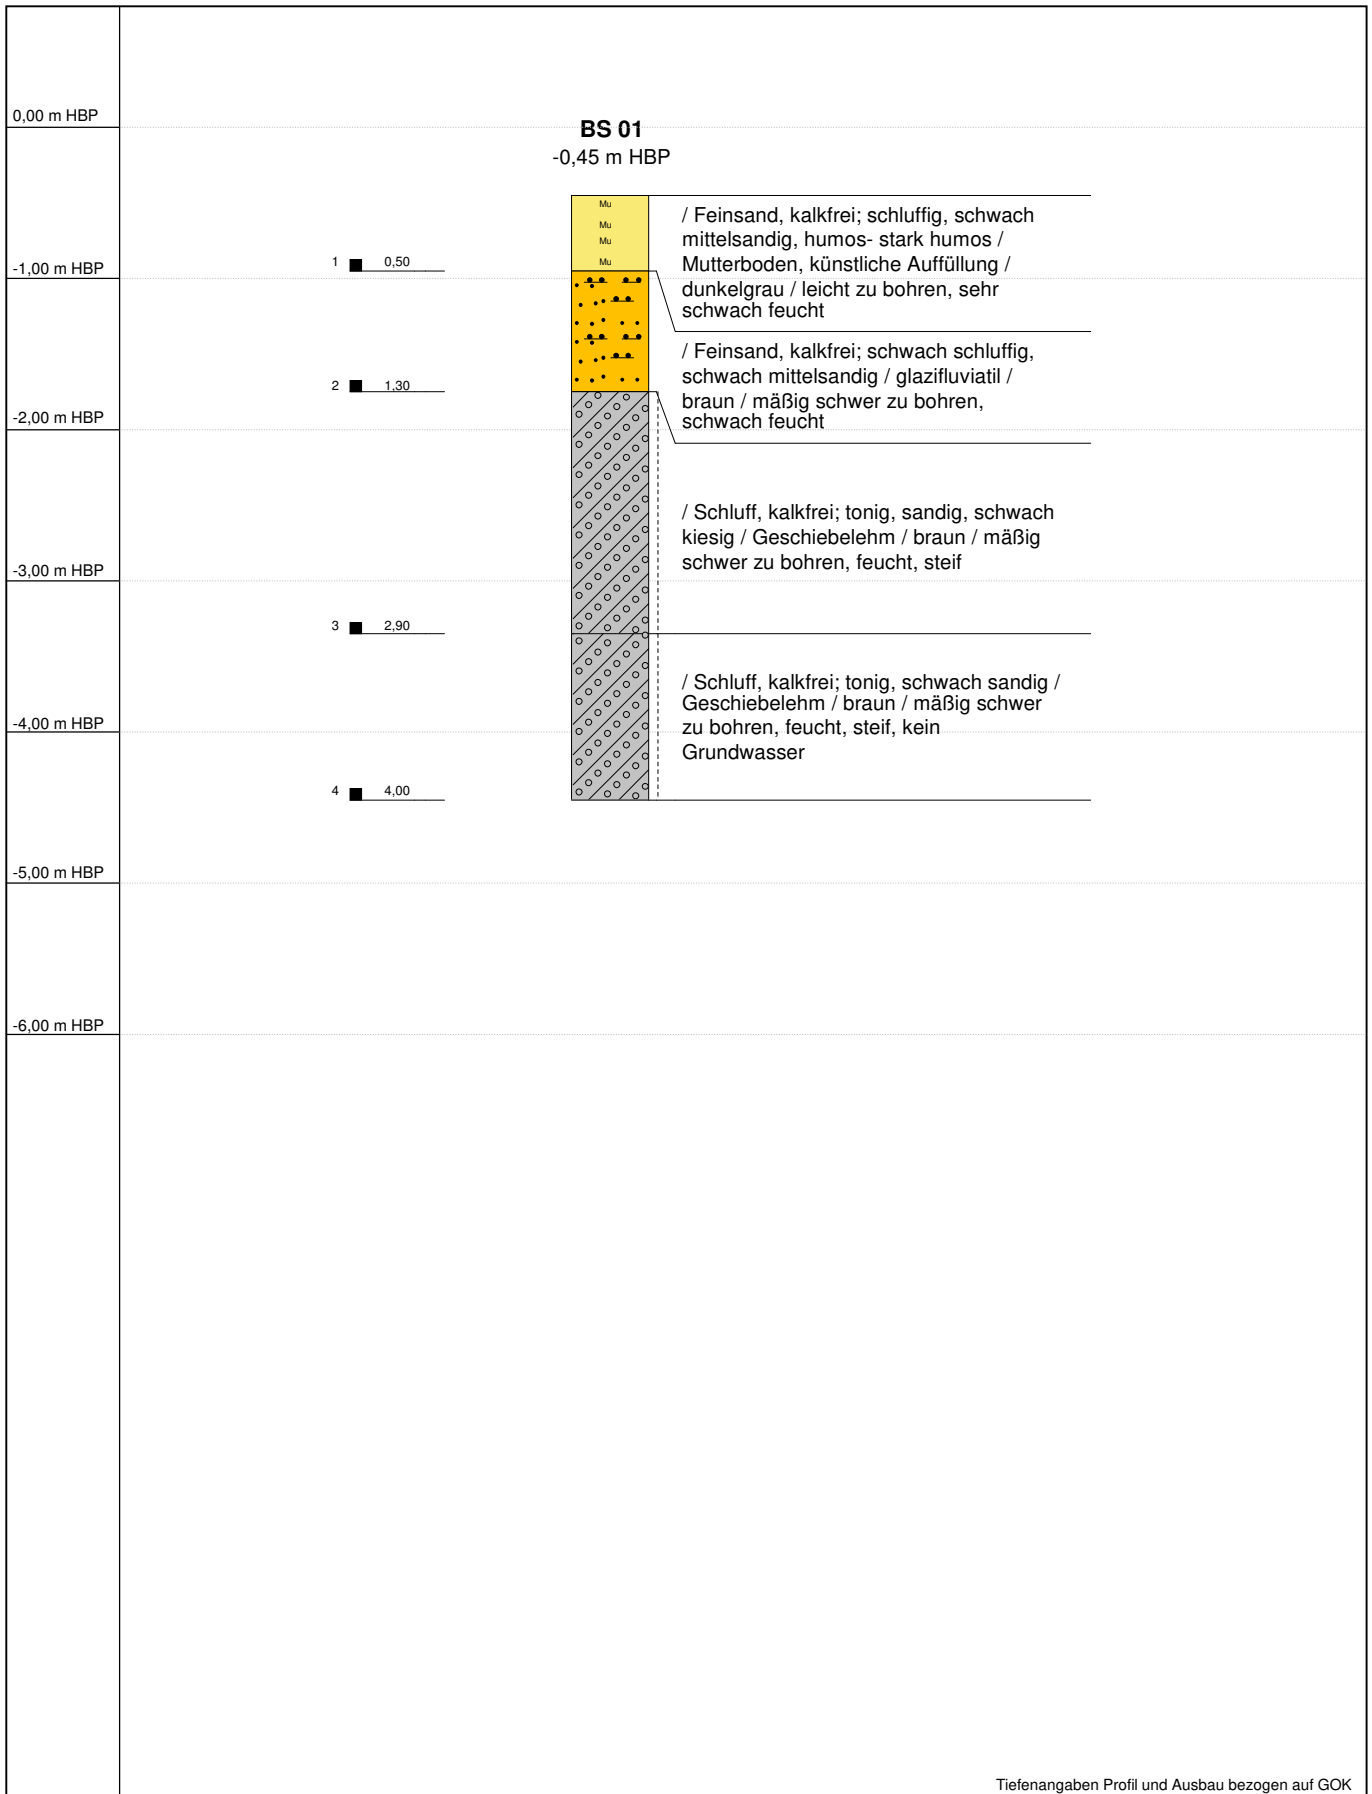 0,00 m HBP
BS 01
-0,45 m HBP
Mu
Mu
Mu
Mu
/ Feinsand, kalkfrei; schluffig, schwach
mittelsandig, humos- stark humos /
Mutterboden, künstliche Auffüllung /
dunkelgrau / leicht zu bohren, sehr
schwach feucht
1 0,50
-1,00 m HBP
/ Feinsand, kalkfrei; schwach schluffig,
schwach mittelsandig / glazifluviatil /
braun / mäßig schwer zu bohren,
schwach feucht
2 1,30
-2,00 m HBP
/ Schluff, kalkfrei; tonig, sandig, schwach
kiesig / Geschiebelehm / braun / mäßig
schwer zu bohren, feucht, steif
-3,00 m HBP
3 2,90
/ Schluff, kalkfrei; tonig, schwach sandig /
Geschiebelehm / braun / mäßig schwer
zu bohren, feucht, steif, kein
Grundwasser
-4,00 m HBP
4 4,00
-5,00 m HBP
-6,00 m HBP
Tiefenangaben Profil und Ausbau bezogen auf GOK